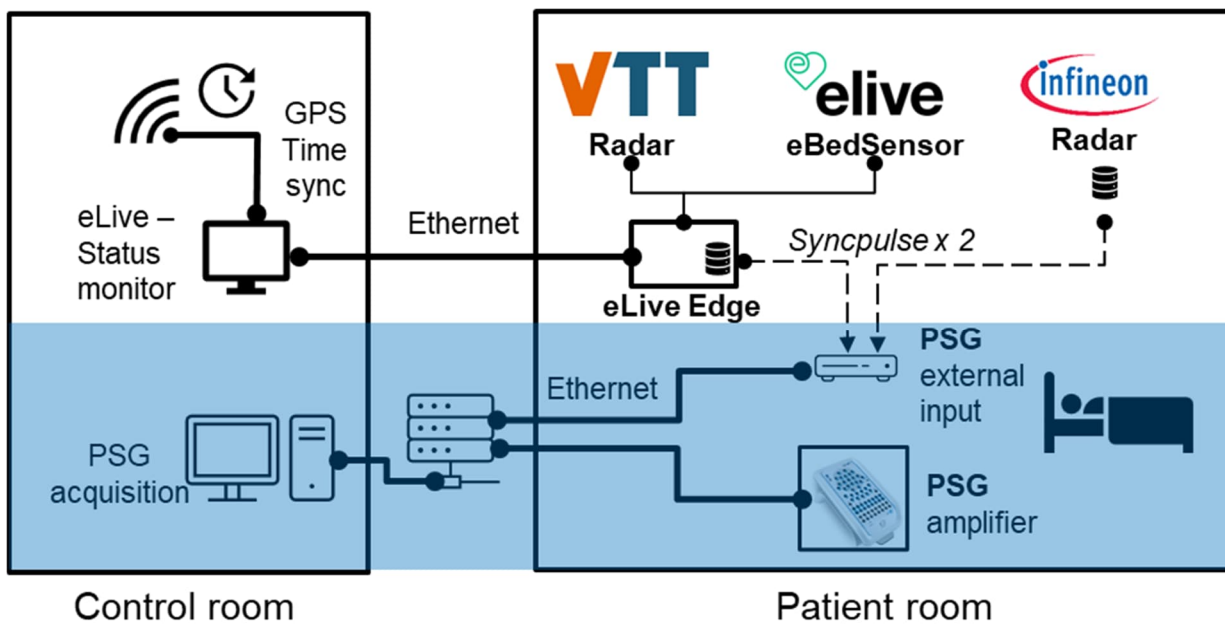 GPS
Time
sync
eLive –
Status
monitor
Ethernet
VTT
Radar
elive
eBedSensor
infineon
Radar
Syncpulse x 2
eLive Edge
PSG
external
input
Ethernet
PSG
acquisition
PSG
amplifier
Control room
Patient room